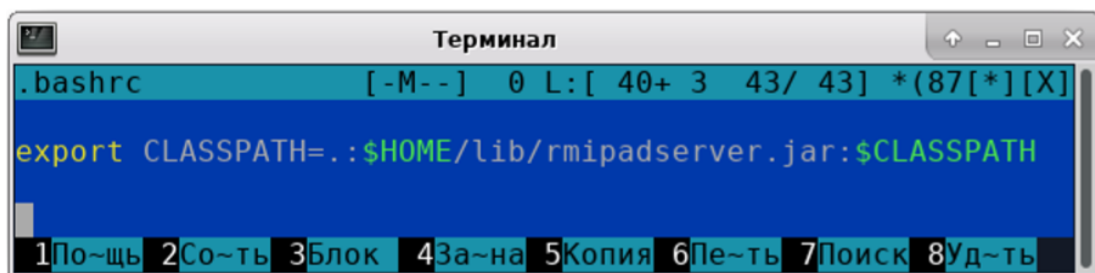 Терминал
.bashrc [-M--] 0 L:[ 40+ 3 43/ 43] *(87[*][X]
export CLASSPATH=.:$HOME/lib/rmipadserver.jar:$CLASSPATH
1По~щь 2Со~ть 3Блок 4За~на 5Копия 6Пе~ть 7Поиск 8Уд~ть